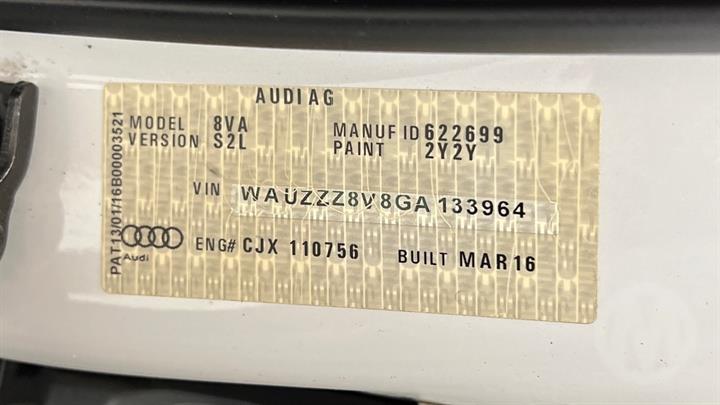 AUDI AG
MODEL 8VA MANUF ID 622699
VERSION S2L PAINT 2Y2Y
VIN WAUZZZ8V8GA133964
Audi
ENG# CJX 110756 BUILT MAR16
PAT13/01/16B00003521